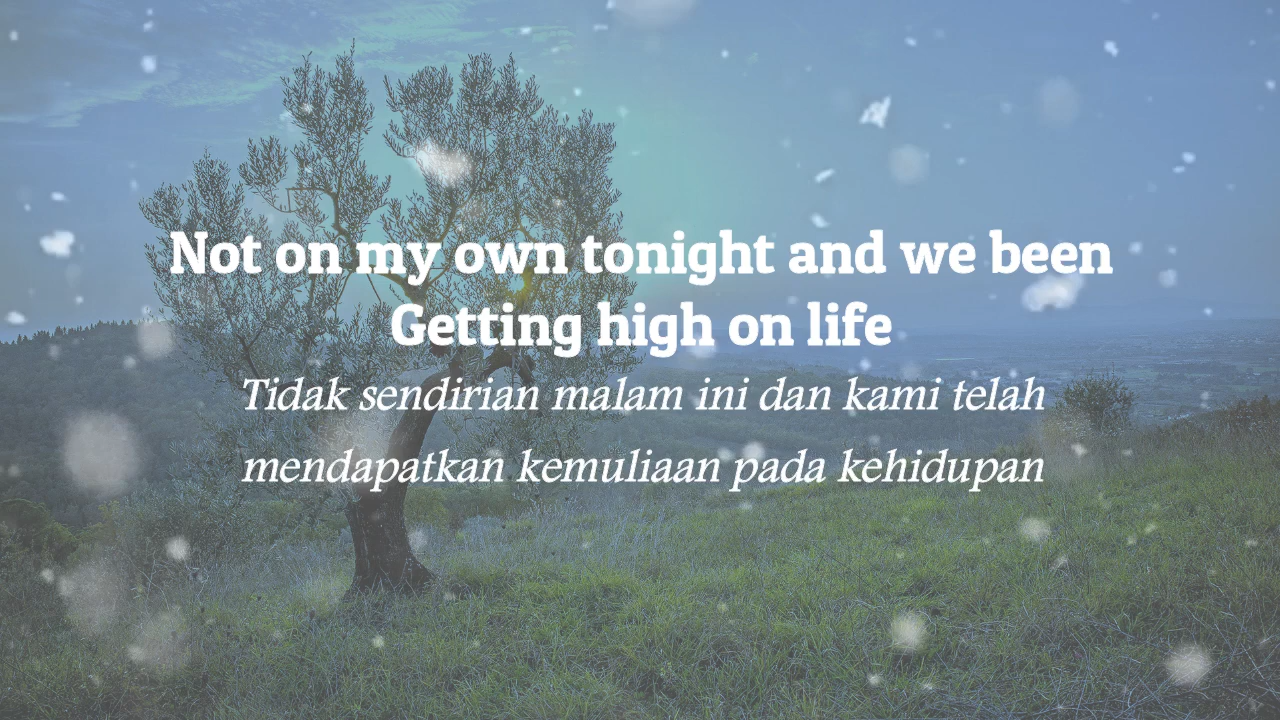 Not on my own tonight and we been
Getting high on life
Tidak sendirian malam ini dan kami telah
mendapatkan kemuliaan pada kehidupan